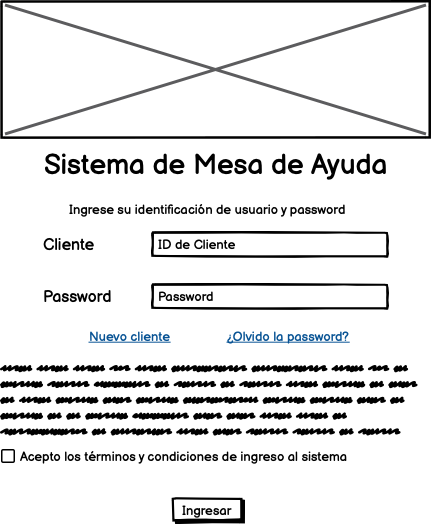 Sistema de Mesa de Ayuda
Ingrese su identificación de usuario y password
Cliente
ID de Cliente
Password
Password
Nuevo cliente
¿Olvido la password?
Acepto los términos y condiciones de ingreso al sistema
Ingresar